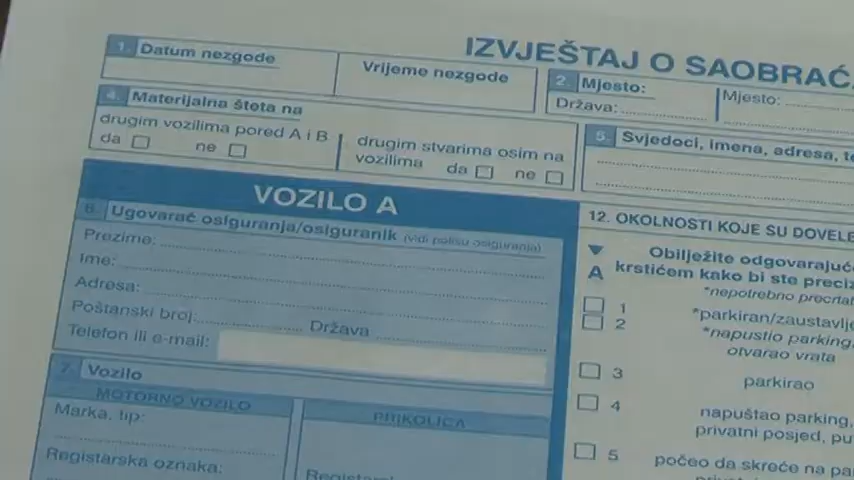 IZVJEŠTAJ O SAOBRAĆ
1. Datum nezgode
Vrijeme nezgode
2. Mjesto:
Država:
Mjesto:
4. Materijalna šteta na
drugim vozilima pored A i B
da ne
drugim stvarima osim na
vozilima da ne
5. Svjedoci, imena, adresa, te
VOZILO A
6. Ugovarač osiguranja/osiguranik (vidi polisu osiguranja)
Prezime:
Ime:
Adresa:
Poštanski broj: Država
Telefon ili e-mail:
7. Vozilo
MOTORNO VOZILO
PRIKOLICA
Marka, tip:
Registarska oznaka:
12. OKOLNOSTI KOJE SU DOVELE
Obilježite odgovarajuć
A krstićem kako bi ste preciz
*nepotrebno precrtat
1 *parkiran/zaustavlje
2 *napustio parking,
otvarao vrata
3 parkirao
4 napuštao parking,
privatni posjed, pu
5 počeo da skreće na pa